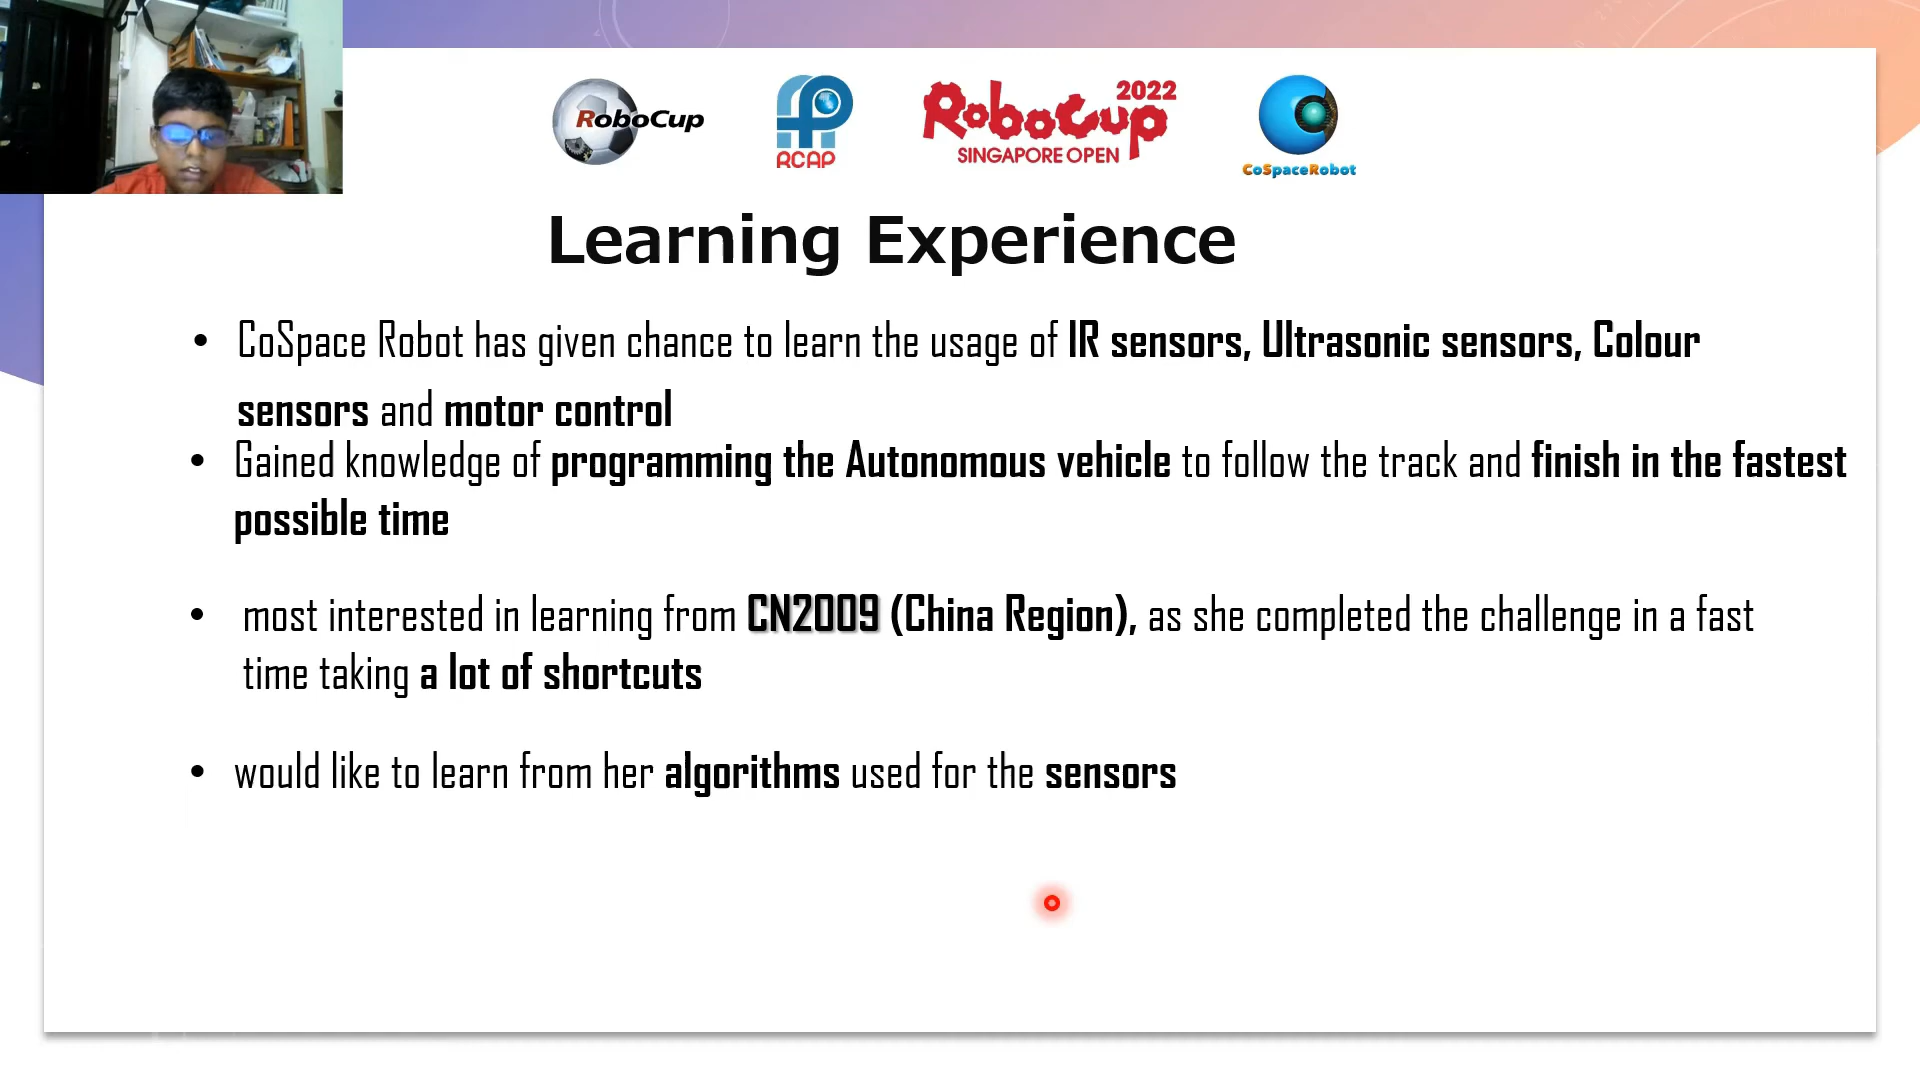 RoboCup
RCAP
RoboCup 2022
SINGAPORE OPEN
CoSpaceRobot
Learning Experience
• CoSpace Robot has given chance to learn the usage of IR sensors, Ultrasonic sensors, Colour
sensors and motor control
• Gained knowledge of programming the Autonomous vehicle to follow the track and finish in the fastest
possible time
• most interested in learning from CN2009 (China Region), as she completed the challenge in a fast
time taking a lot of shortcuts
• would like to learn from her algorithms used for the sensors